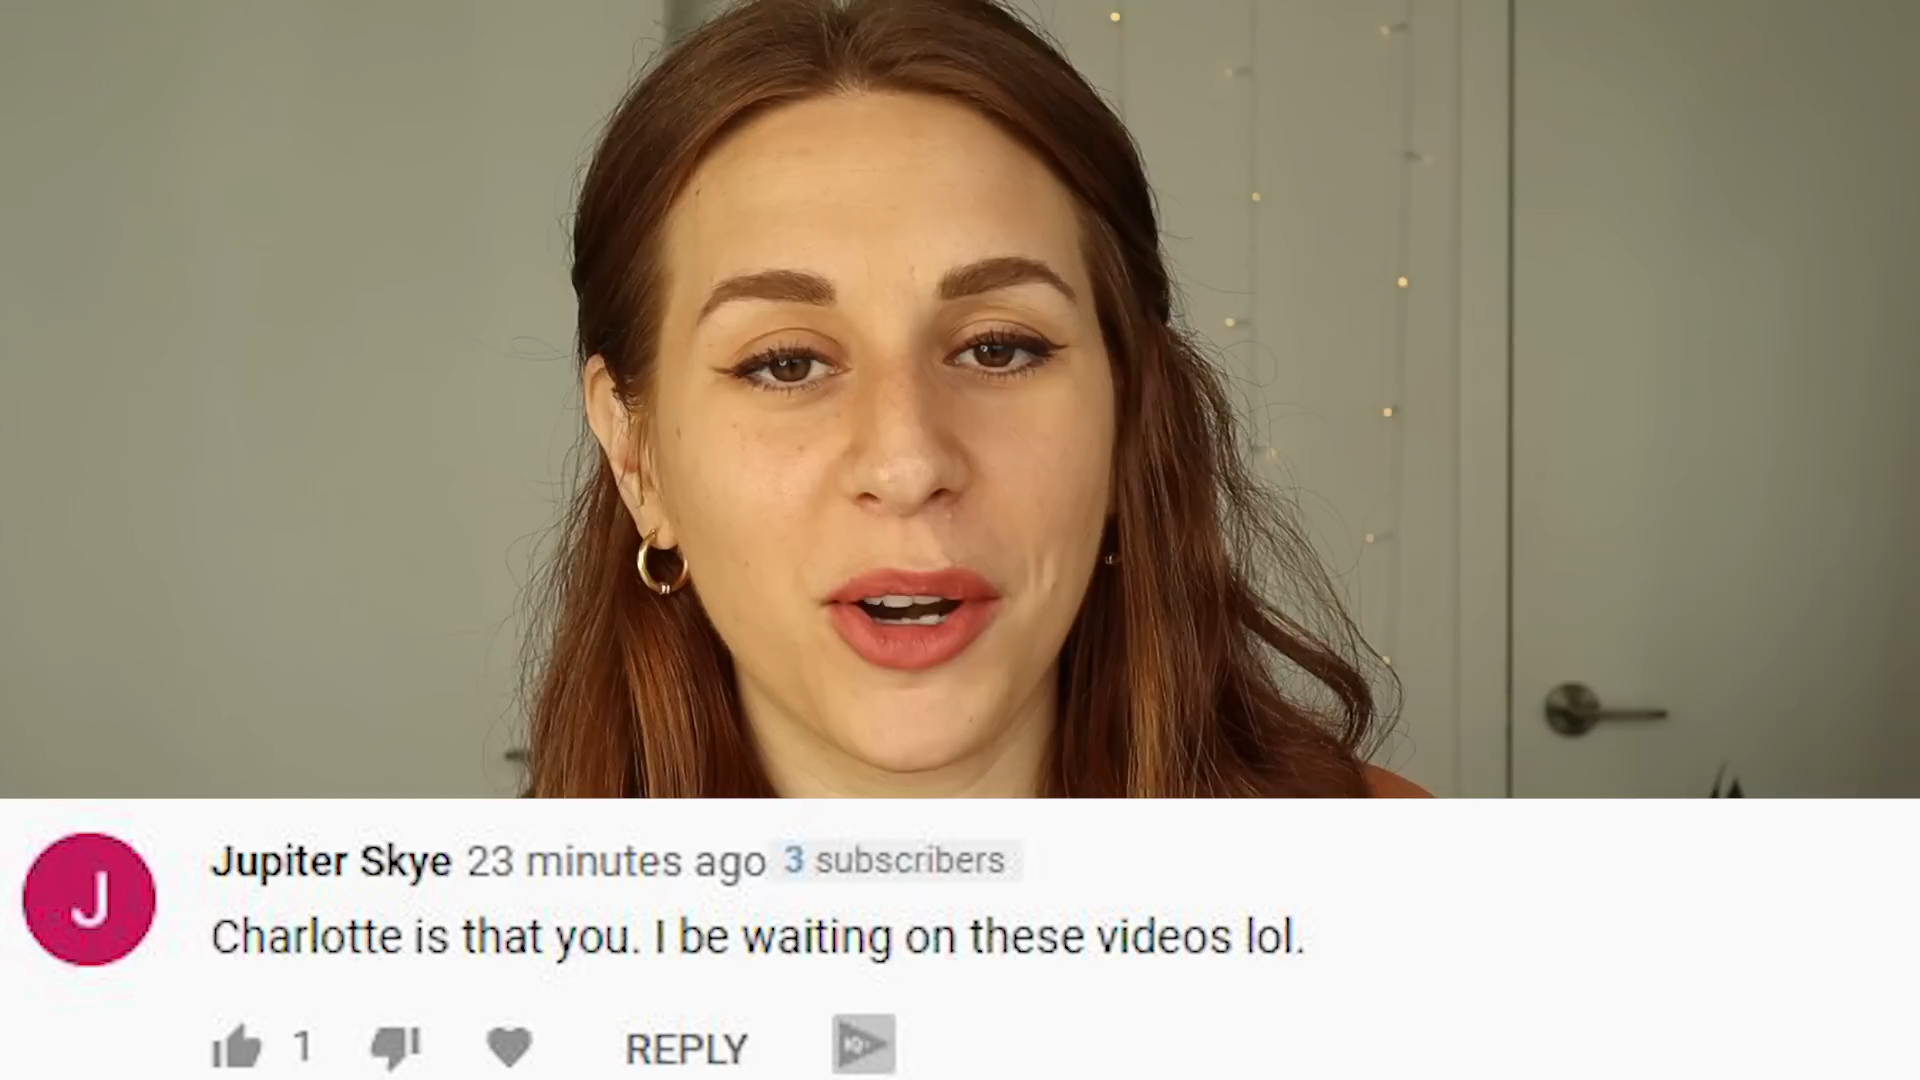 J
Jupiter Skye 23 minutes ago 3 subscribers
Charlotte is that you. I be waiting on these videos lol.
1 REPLY